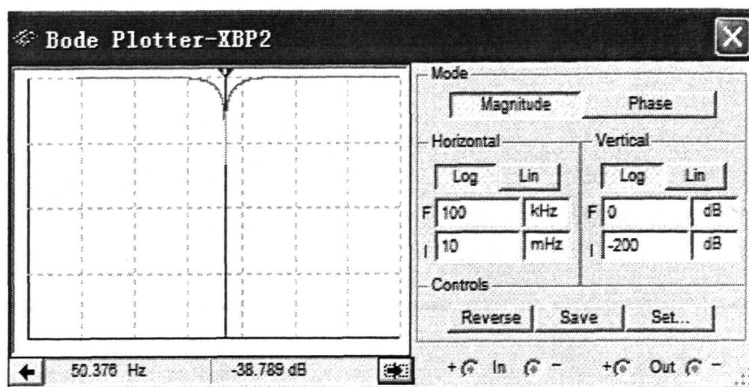 Bode Plotter-XBP2
Mode
Magnitude Phase
Horizontal Vertical
Log Lin Log Lin
F 100 kHz F 0 dB
I 10 mHz I -200 dB
Controls
Reverse Save Set...
50.376 Hz -38.789 dB
+ In - + Out -